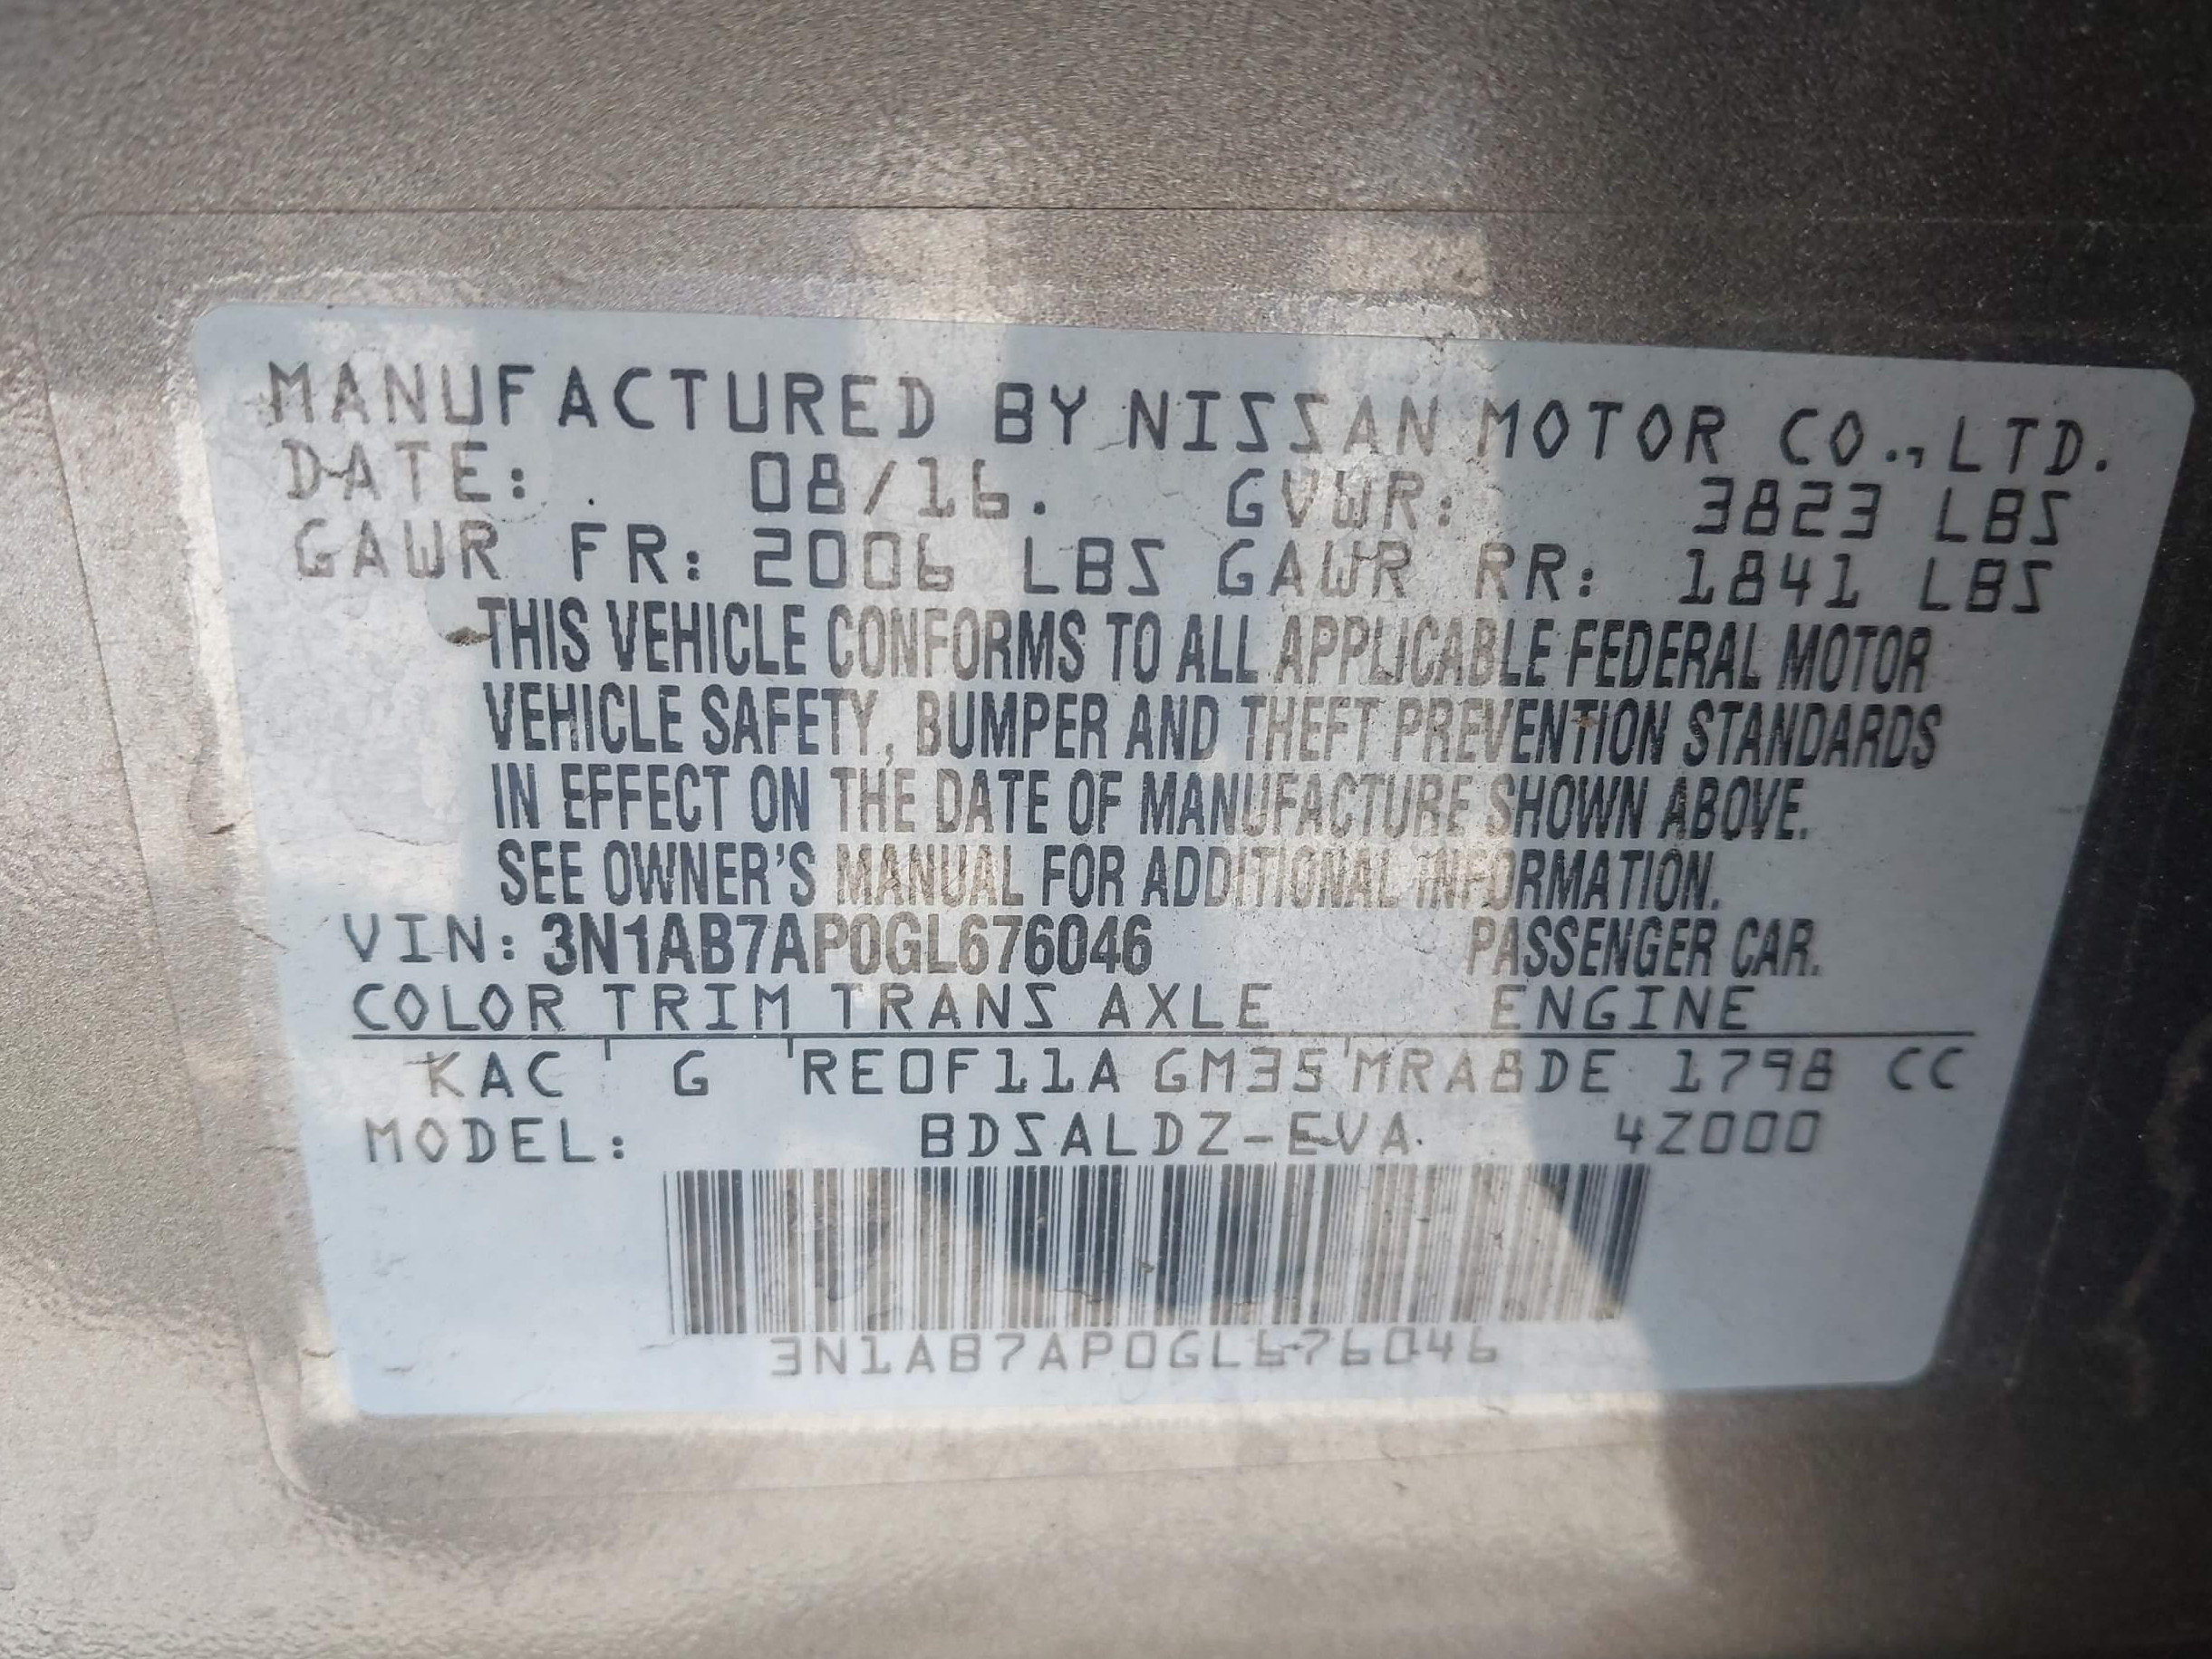 MANUFACTURED BY NISSAN MOTOR CO.,LTD.
DATE: 08/16. GVWR: 3823 LBS
GAWR FR: 2006 LBS GAWR RR: 1841 LBS
THIS VEHICLE CONFORMS TO ALL APPLICABLE FEDERAL MOTOR
VEHICLE SAFETY, BUMPER AND THEFT PREVENTION STANDARDS
IN EFFECT ON THE DATE OF MANUFACTURE SHOWN ABOVE.
SEE OWNER'S MANUAL FOR ADDITIONAL INFORMATION.
VIN: 3N1AB7AP0GL676046 PASSENGER CAR.
COLOR TRIM TRANS AXLE ENGINE
KAC G RE0F11A GM35 MRA8DE 1798 CC
MODEL: BDSALDZ-EVA 4Z000
3N1AB7AP0GL676046